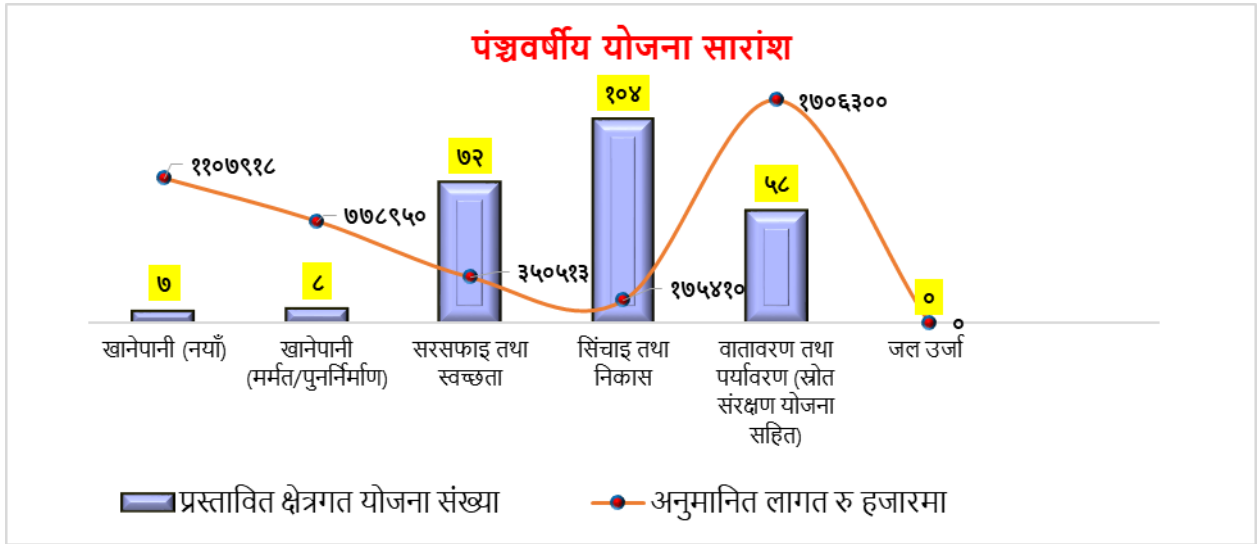 पंञ्चवर्षीय योजना सारांश
१०४
१७०६३००
७२
११०७९१८
५८
७७८९५०
३५०५१३
७
८
१७५४१०
०
०
खानेपानी (नयाँ)
खानेपानी
(मर्मत/पुनर्निर्माण)
सरसफाइ तथा
स्वच्छता
सिंचाइ तथा
निकास
वातावरण तथा
पर्यावरण (स्रोत
संरक्षण योजना
सहित)
जल उर्जा
प्रस्तावित क्षेत्रगत योजना संख्या
अनुमानित लागत रु हजारमा